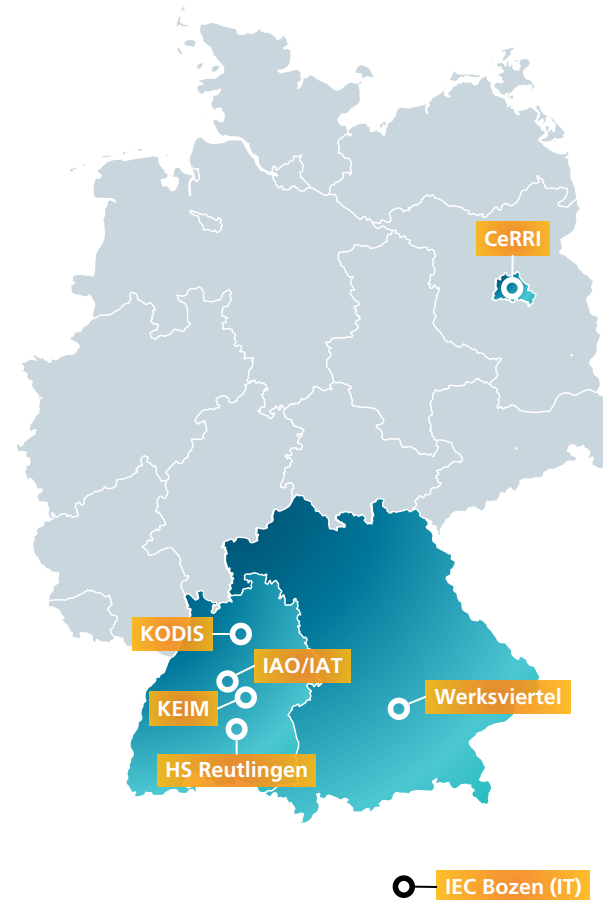 CeRRI
KODIS
IAO/IAT
Werksviertel
KEIM
HS Reutlingen
IEC Bozen (IT)